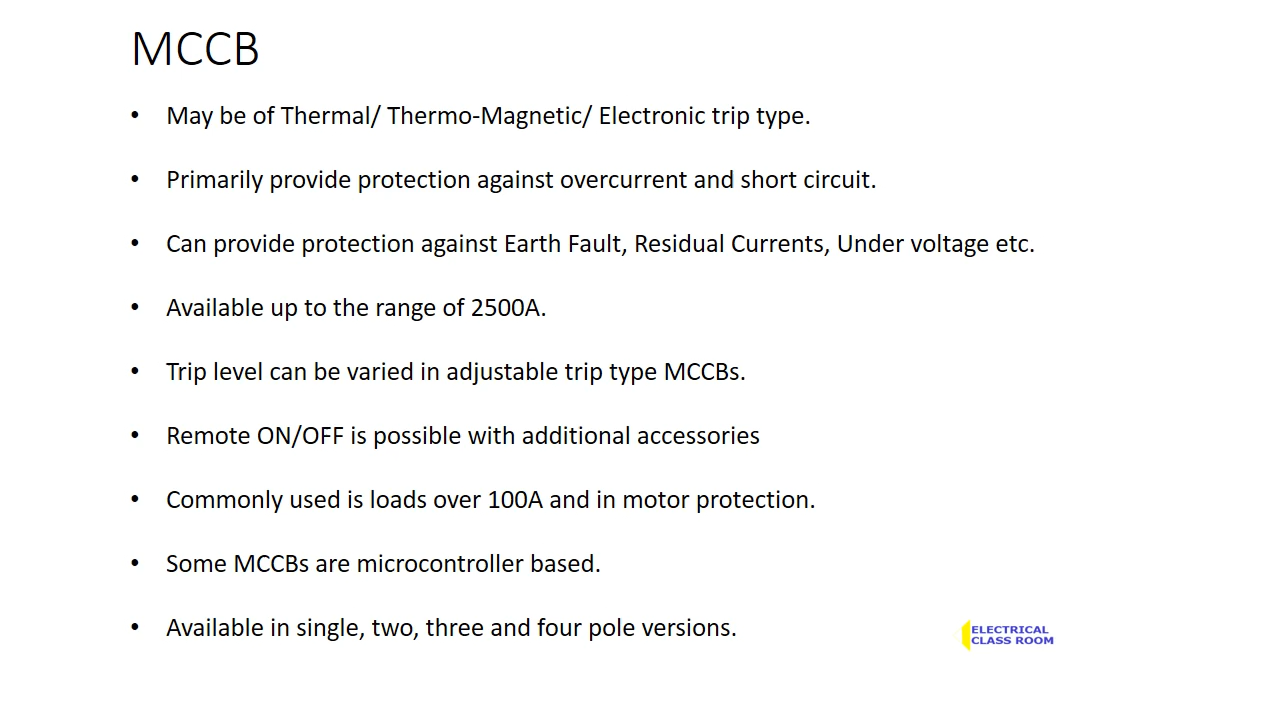 MCCB
• May be of Thermal/ Thermo-Magnetic/ Electronic trip type.
• Primarily provide protection against overcurrent and short circuit.
• Can provide protection against Earth Fault, Residual Currents, Under voltage etc.
• Available up to the range of 2500A.
• Trip level can be varied in adjustable trip type MCCBs.
• Remote ON/OFF is possible with additional accessories
• Commonly used is loads over 100A and in motor protection.
• Some MCCBs are microcontroller based.
• Available in single, two, three and four pole versions.
ELECTRICAL
CLASS ROOM